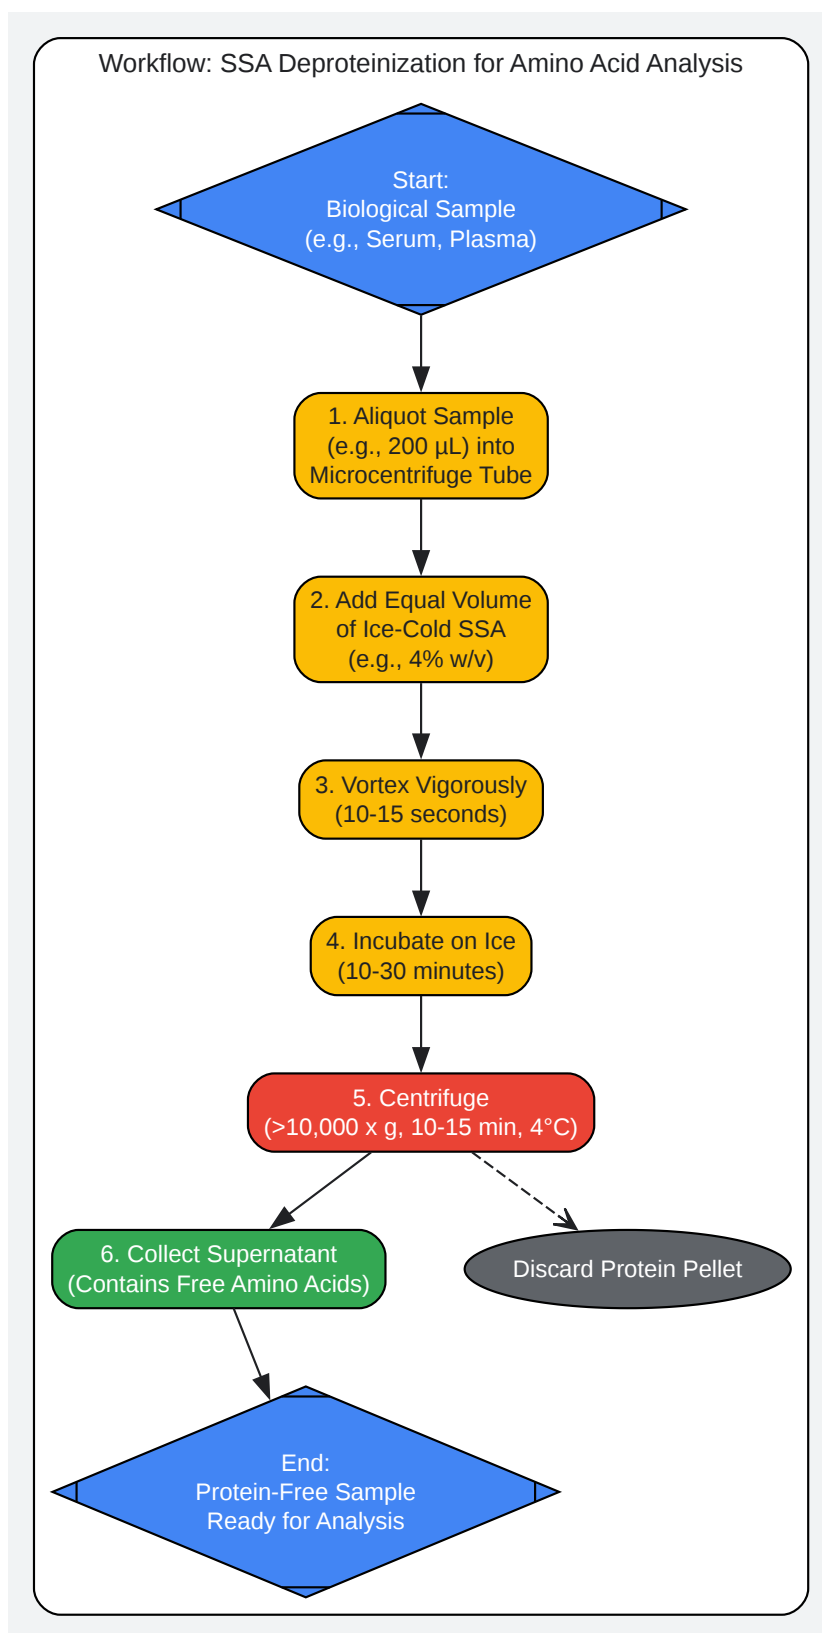 Workflow: SSA Deproteinization for Amino Acid Analysis
Start:
Biological Sample
(e.g., Serum, Plasma)
1. Aliquot Sample
(e.g., 200 µL) into
Microcentrifuge Tube
2. Add Equal Volume
of Ice-Cold SSA
(e.g., 4% w/v)
3. Vortex Vigorously
(10-15 seconds)
4. Incubate on Ice
(10-30 minutes)
5. Centrifuge
(>10,000 x g, 10-15 min, 4°C)
6. Collect Supernatant
(Contains Free Amino Acids)
Discard Protein Pellet
End:
Protein-Free Sample
Ready for Analysis